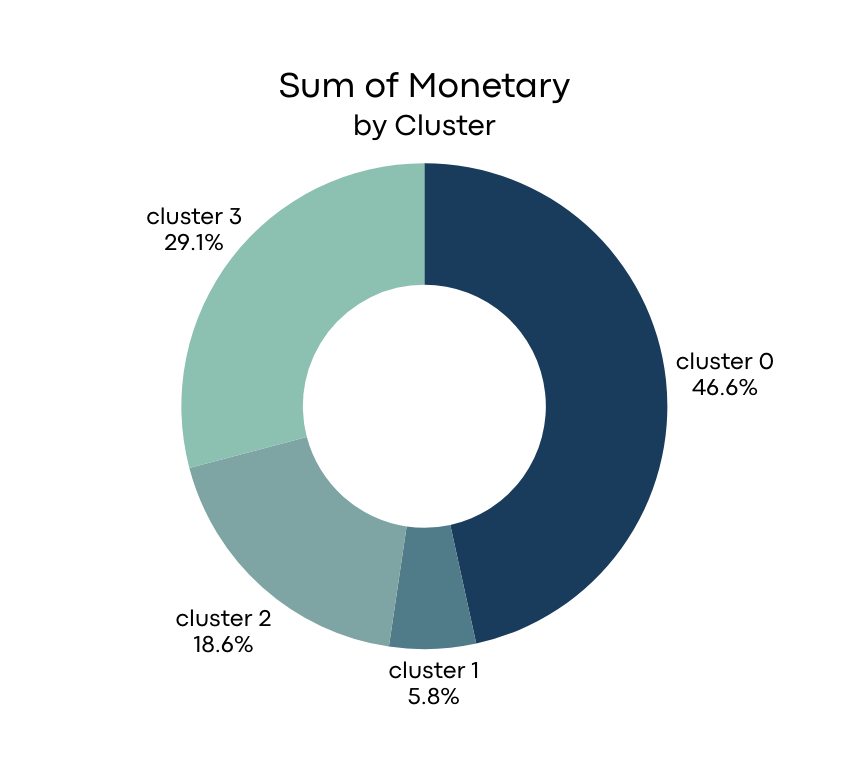 Sum of Monetary
by Cluster
cluster 3
29.1%
cluster 0
46.6%
cluster 2
18.6%
cluster 1
5.8%